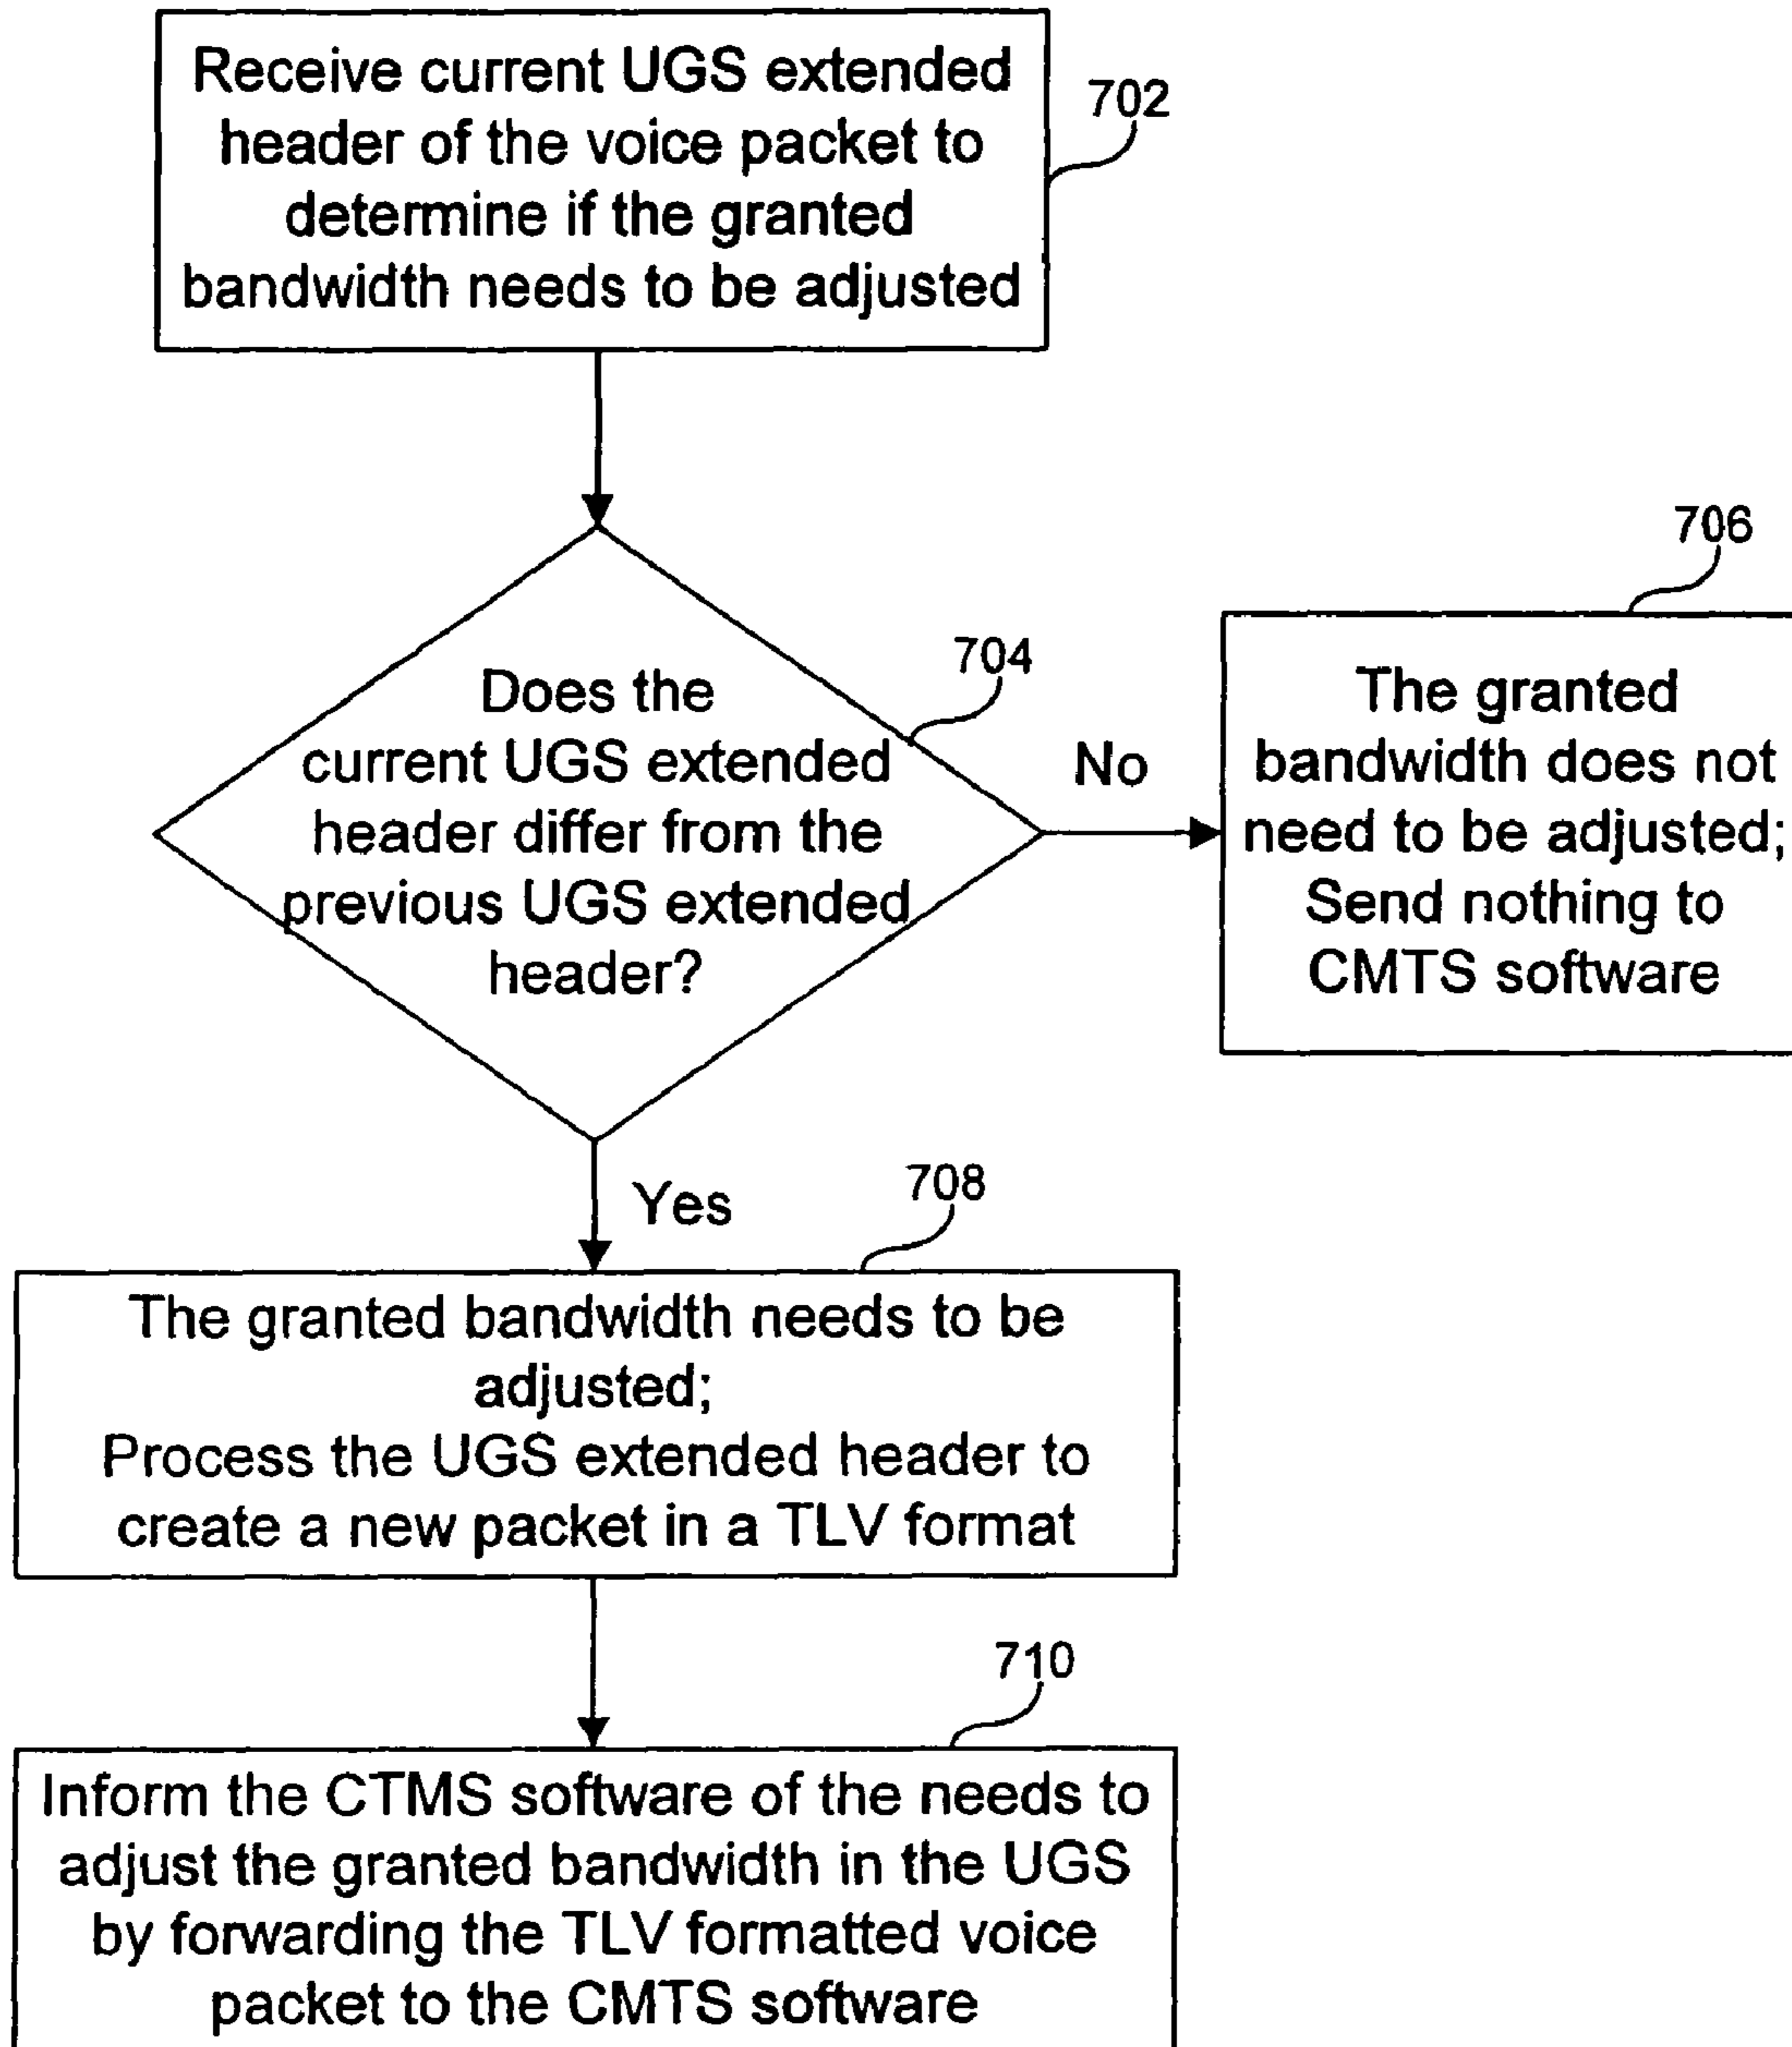 Receive current UGS extended
header of the voice packet to
determine if the granted
bandwidth needs to be adjusted
702
704
Does the
current UGS extended
header differ from the
previous UGS extended
header?
No
706
The granted
bandwidth does not
need to be adjusted;
Send nothing to
CMTS software
Yes
708
The granted bandwidth needs to be
adjusted;
Process the UGS extended header to
create a new packet in a TLV format
710
Inform the CTMS software of the needs to
adjust the granted bandwidth in the UGS
by forwarding the TLV formatted voice
packet to the CMTS software